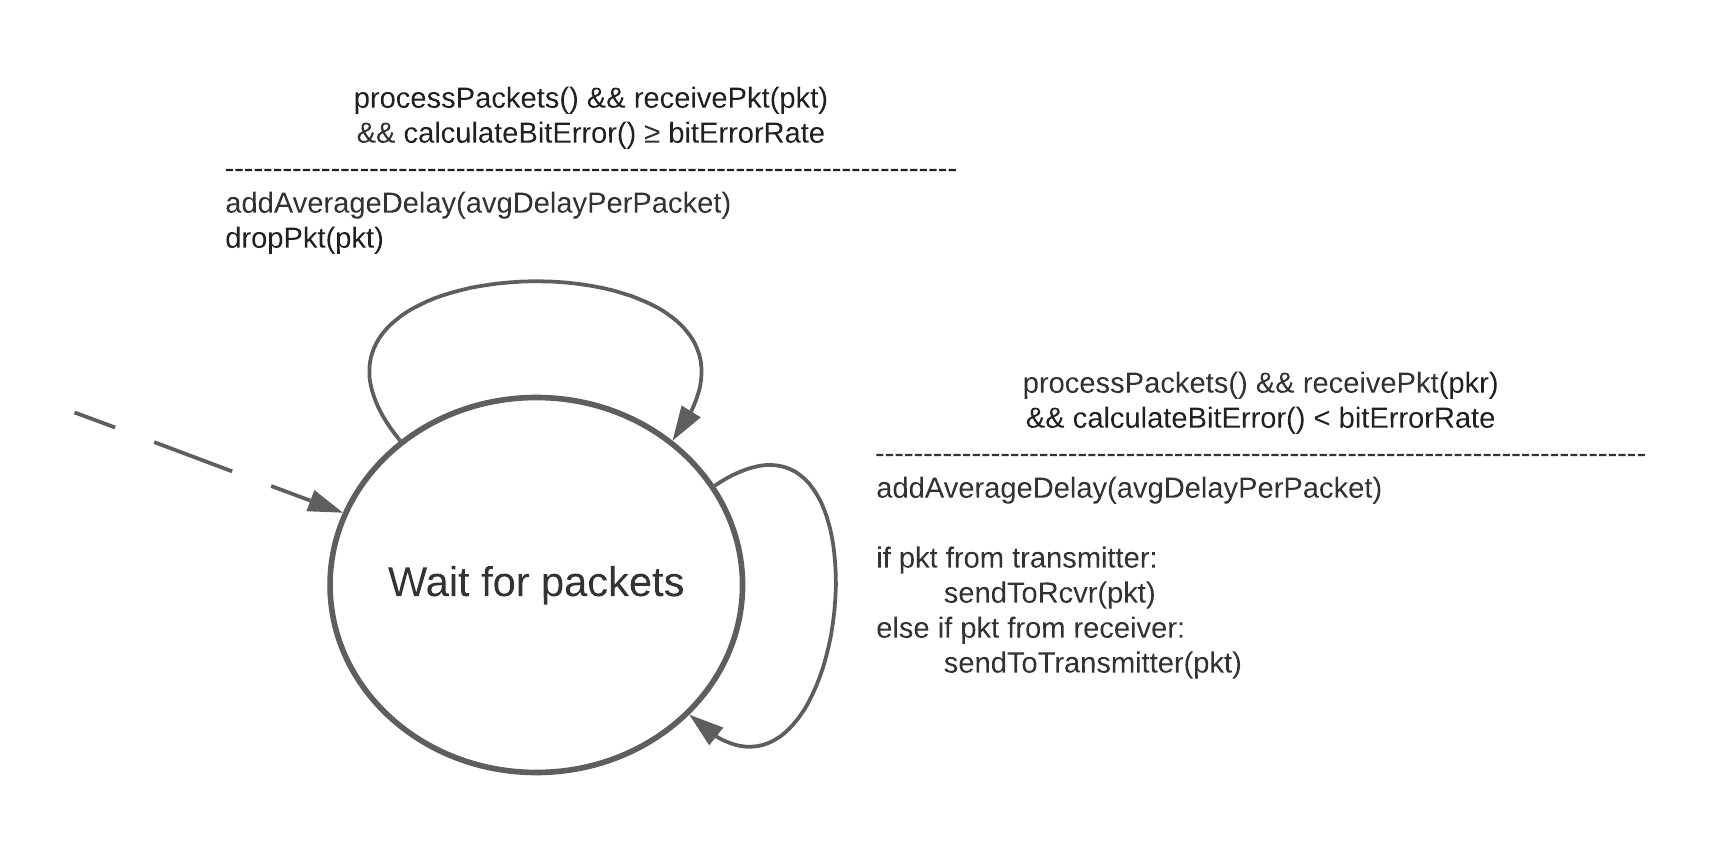 processPackets() && receivePkt(pkt)
&& calculateBitError() ≥ bitErrorRate
--------------------------------------------------------------------------------
addAverageDelay(avgDelayPerPacket)
dropPkt(pkt)
processPackets() && receivePkt(pkr)
&& calculateBitError() < bitErrorRate
------------------------------------------------------------------------------------
addAverageDelay(avgDelayPerPacket)
if pkt from transmitter:
sendToRcvr(pkt)
else if pkt from receiver:
sendToTransmitter(pkt)
Wait for packets